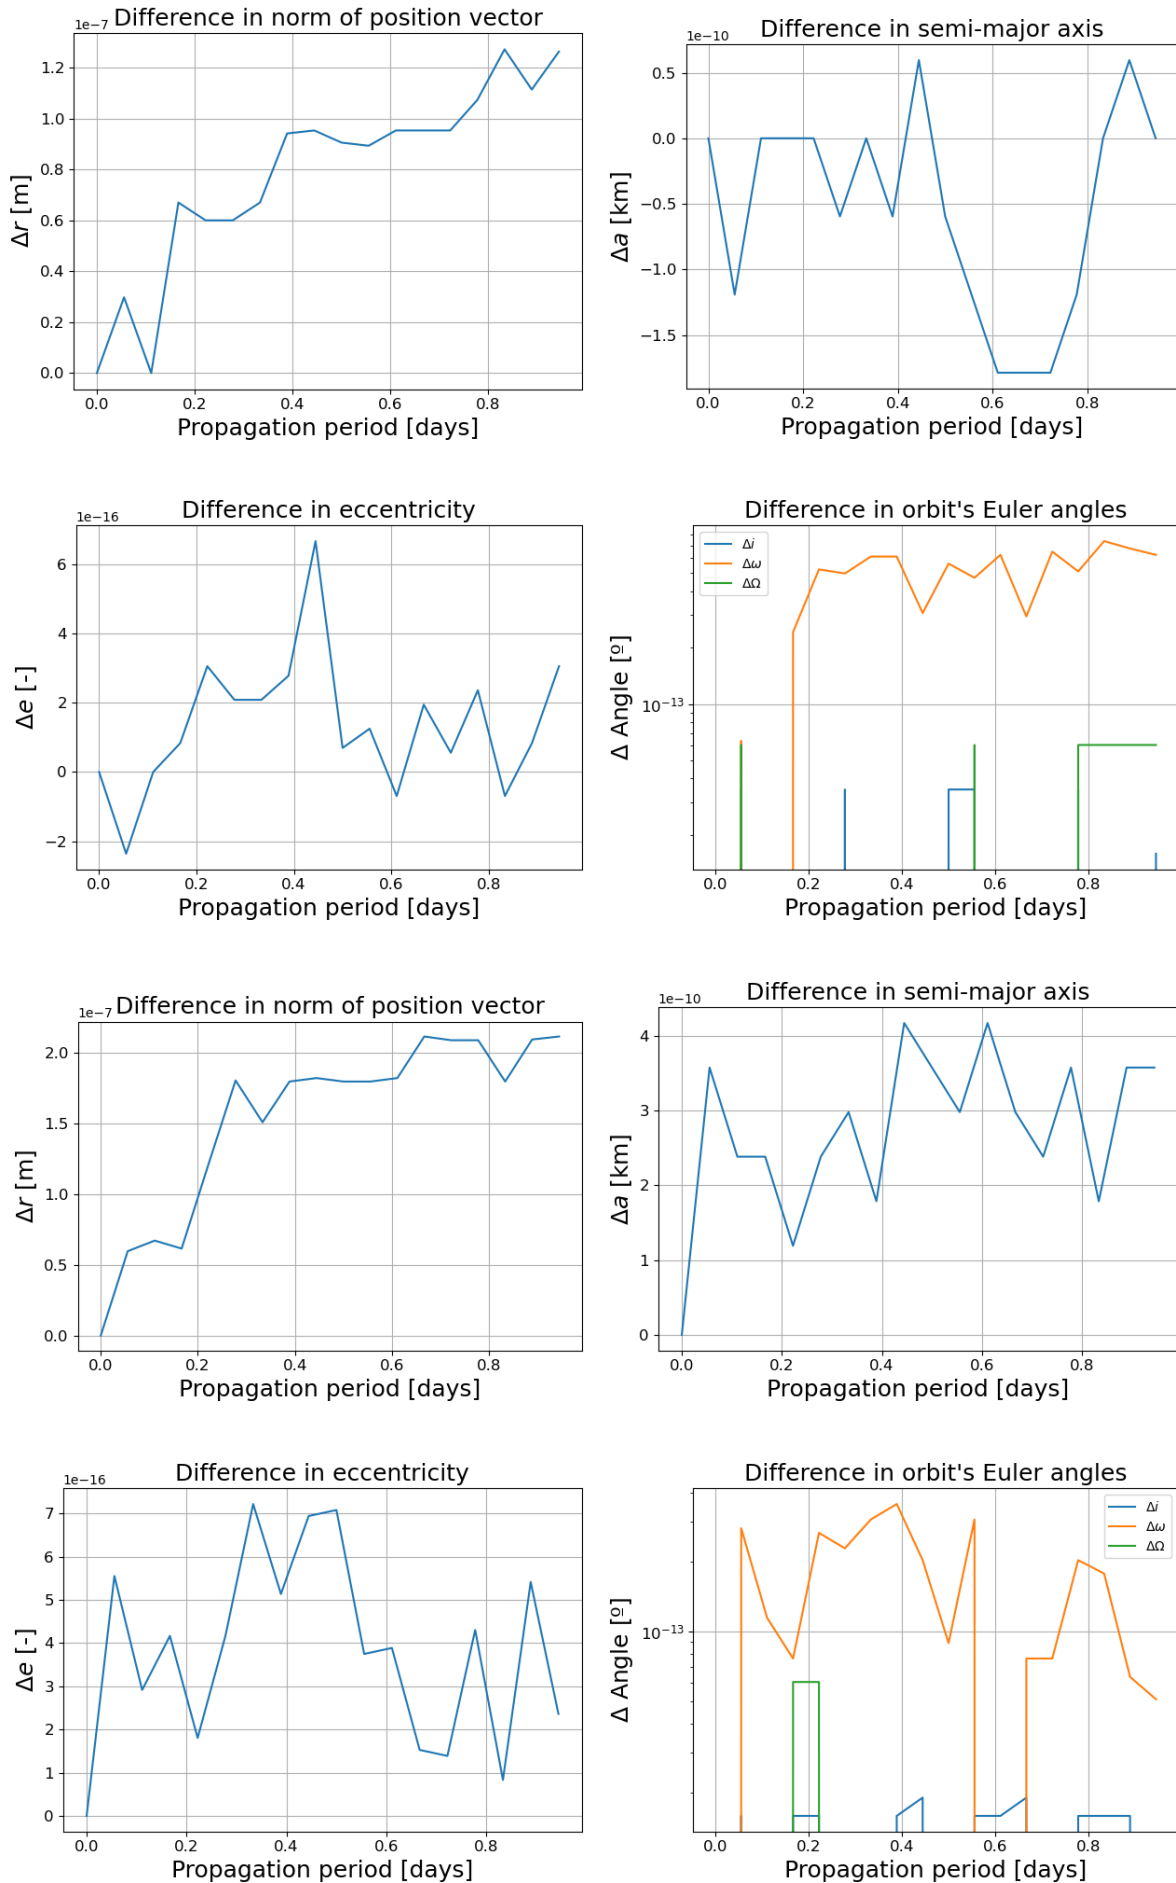 Difference in norm of position vector
1e−7
1.2
1.0
0.8
0.6
0.4
0.2
0.0
Δr [m]
0.0 0.2 0.4 0.6 0.8
Propagation period [days]
Difference in semi-major axis
1e−10
0.5
0.0
−0.5
−1.0
−1.5
Δa [km]
0.0 0.2 0.4 0.6 0.8
Propagation period [days]
Difference in eccentricity
1e−16
6
4
2
0
−2
Δe [-]
0.0 0.2 0.4 0.6 0.8
Propagation period [days]
Difference in orbit's Euler angles
Δi
Δω
ΔΩ
10−13
Δ Angle [º]
0.0 0.2 0.4 0.6 0.8
Propagation period [days]
Difference in norm of position vector
1e−7
2.0
1.5
1.0
0.5
0.0
Δr [m]
0.0 0.2 0.4 0.6 0.8
Propagation period [days]
Difference in semi-major axis
1e−10
4
3
2
1
0
Δa [km]
0.0 0.2 0.4 0.6 0.8
Propagation period [days]
Difference in eccentricity
1e−16
7
6
5
4
3
2
1
0
Δe [-]
0.0 0.2 0.4 0.6 0.8
Propagation period [days]
Difference in orbit's Euler angles
Δi
Δω
ΔΩ
10−13
Δ Angle [º]
0.0 0.2 0.4 0.6 0.8
Propagation period [days]